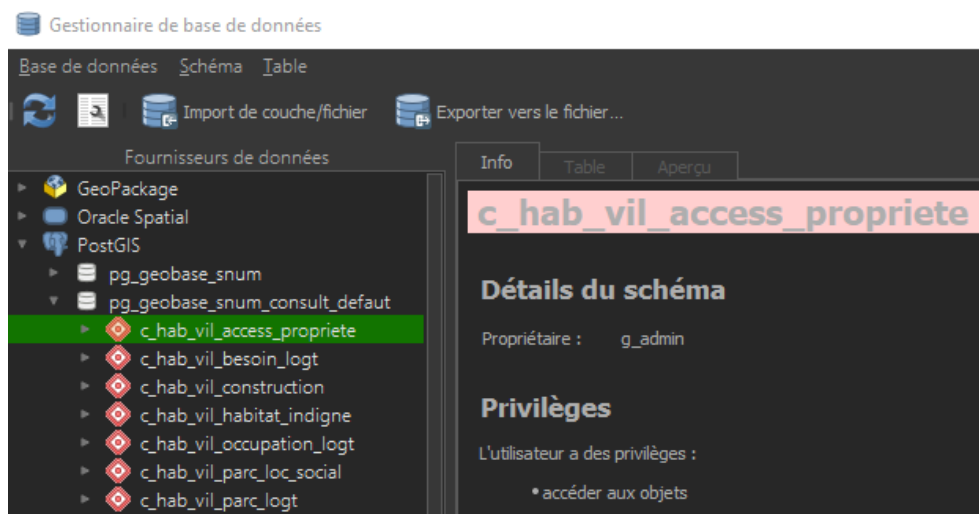 Gestionnaire de base de données
Base de données Schéma Table
Import de couche/fichier Exporter vers le fichier...
Fournisseurs de données
GeoPackage
Oracle Spatial
PostGIS
pg_geobase_snum
pg_geobase_snum_consult_defaut
c_hab_vil_access_propriete
c_hab_vil_besoin_logt
c_hab_vil_construction
c_hab_vil_habitat_indigne
c_hab_vil_occupation_logt
c_hab_vil_parc_loc_social
c_hab_vil_parc_logt
Info Table Aperçu
c_hab_vil_access_propriete
Détails du schéma
Propriétaire : g_admin
Privilèges
L'utilisateur a des privilèges :
• accéder aux objets